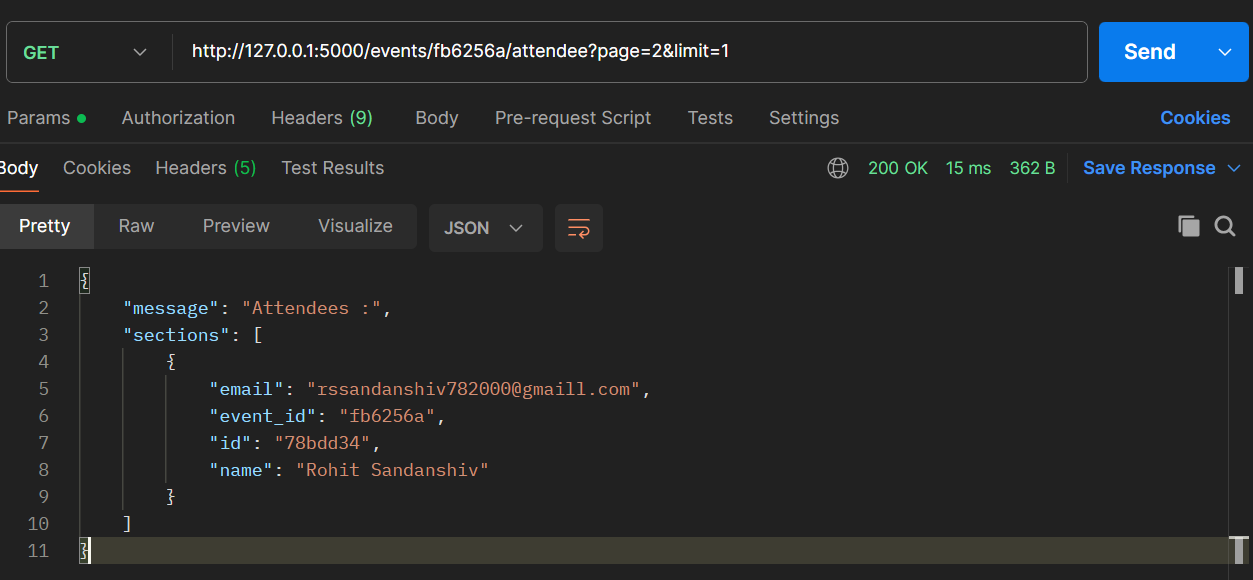 GET http://127.0.0.1:5000/events/fb6256a/attendee?page=2&limit=1 Send
Params Authorization Headers (9) Body Pre-request Script Tests Settings Cookies
Body Cookies Headers (5) Test Results 200 OK 15 ms 362 B Save Response
Pretty Raw Preview Visualize JSON
1 {
2 "message": "Attendees :",
3 "sections": [
4 {
5 "email": "rssandanshiv782000@gmaill.com",
6 "event_id": "fb6256a",
7 "id": "78bdd34",
8 "name": "Rohit Sandanshiv"
9 }
10 ]
11 }